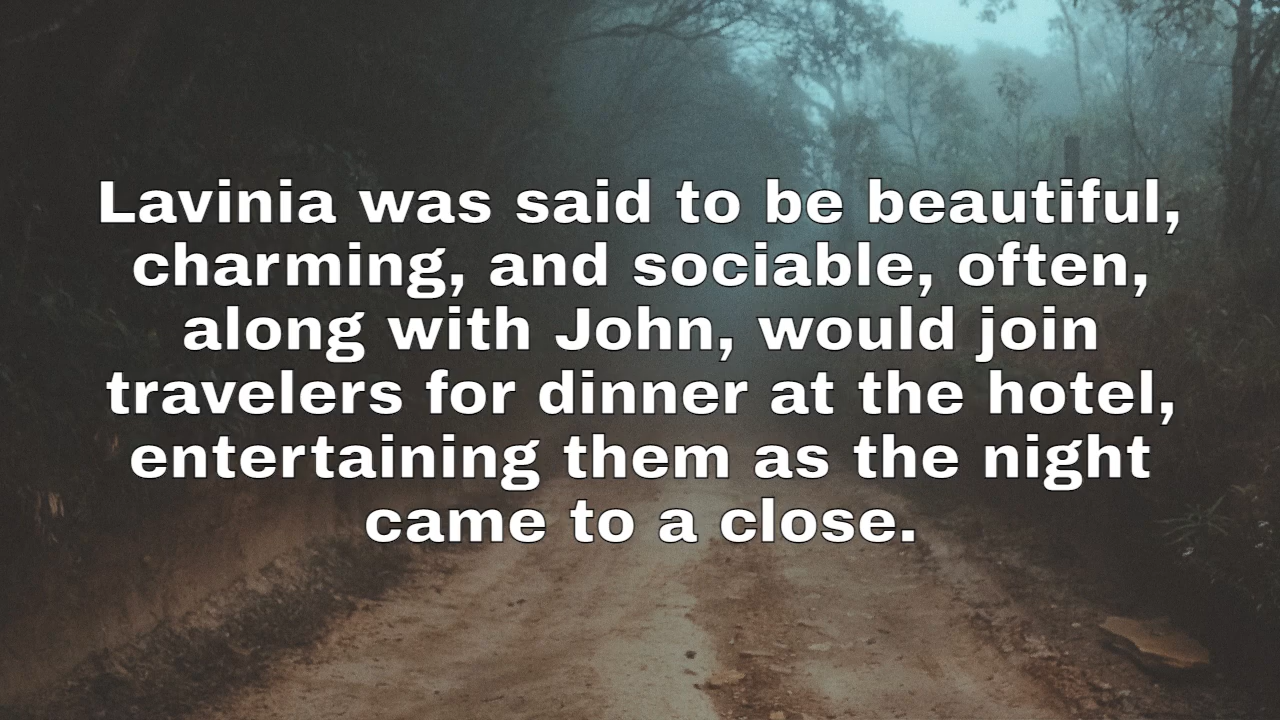 Lavinia was said to be beautiful,
charming, and sociable, often,
along with John, would join
travelers for dinner at the hotel,
entertaining them as the night
came to a close.